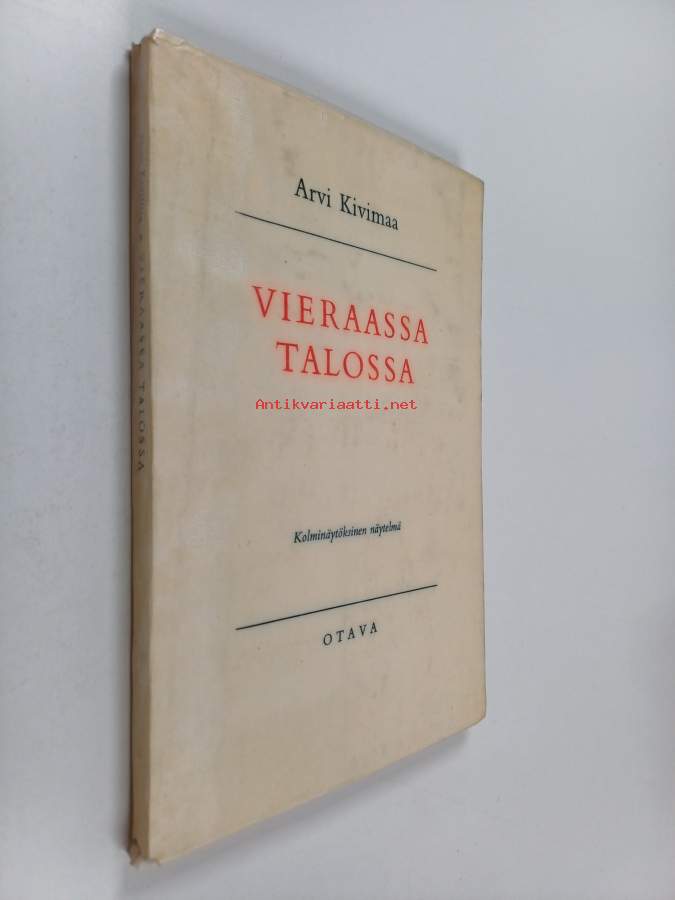 Arvi Kivimaa
VIERAASSA
TALOSSA
Antikvariaatti.net
Kolminäytöksinen näytelmä
OTAVA
VIERAASSA TALOSSA